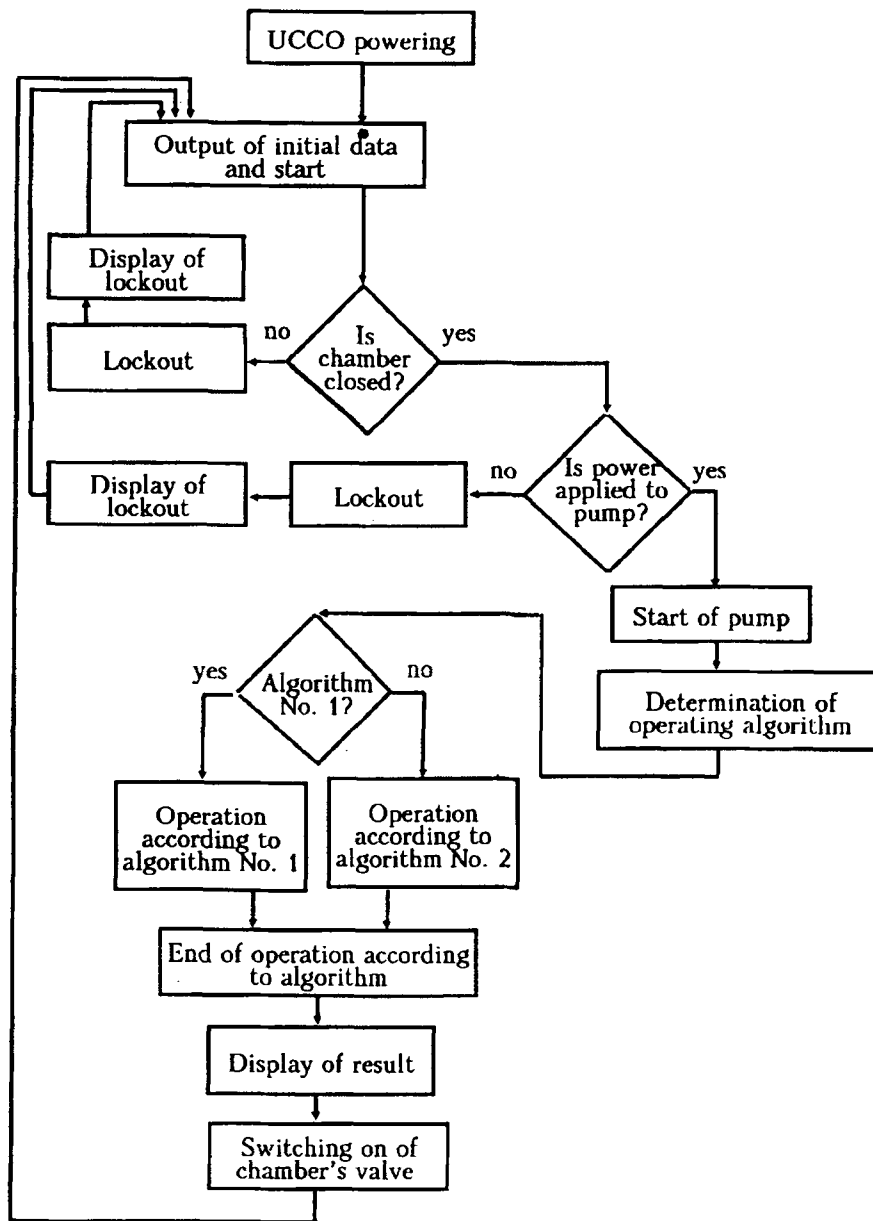 UCCO powering
Output of initial data
and start
Display of
lockout
no
Is
chamber
closed?
yes
Lockout
Display of
lockout
Lockout
no
Is power
applied to
pump?
yes
Start of pump
yes
Algorithm
No. 1?
no
Determination of
operating algorithm
Operation
according to
algorithm No. 1
Operation
according to
algorithm No. 2
End of operation according
to algorithm
Display of result
Switching on of
chamber's valve